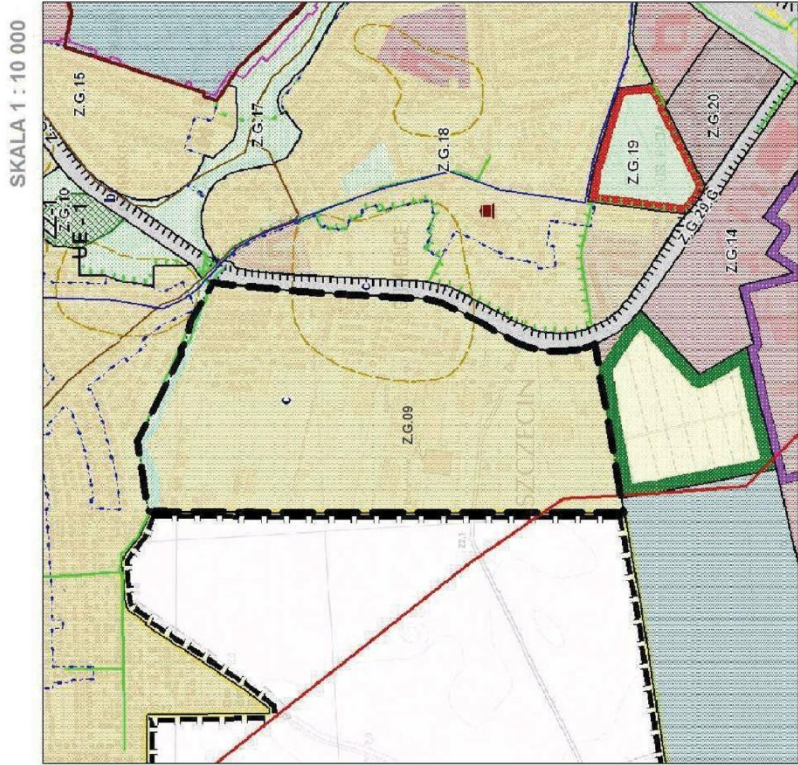 SKALA 1 : 10 000
Z.G.15
Z.G.17
Z.G.10
UE - 1
b
Z.G.18
c
c
Z.G.09
SZCZECIN
Z.G.19
Z.G.20
Z.G.29.G
Z.G.14